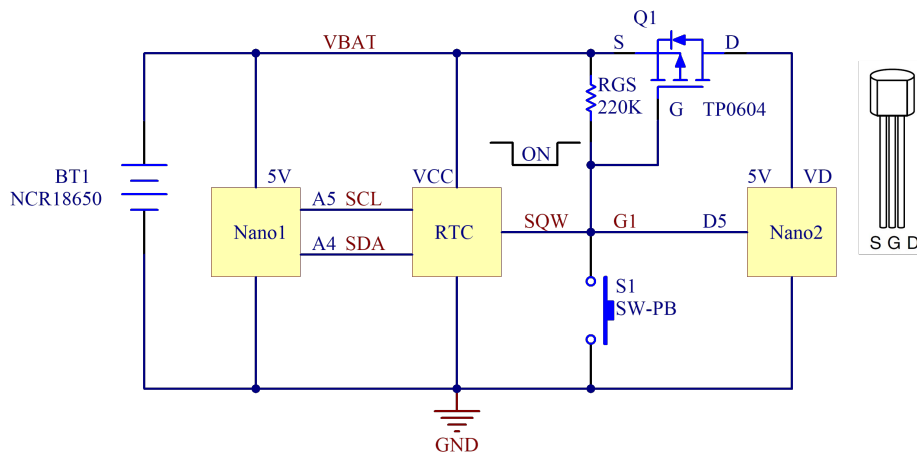 Q1
VBAT
S
D
RGS
220K
G
TP0604
ON
BT1
NCR18650
5V
VCC
5V
VD
A5
SCL
Nano1
RTC
SQW
G1
D5
Nano2
A4
SDA
S G D
S1
SW-PB
GND